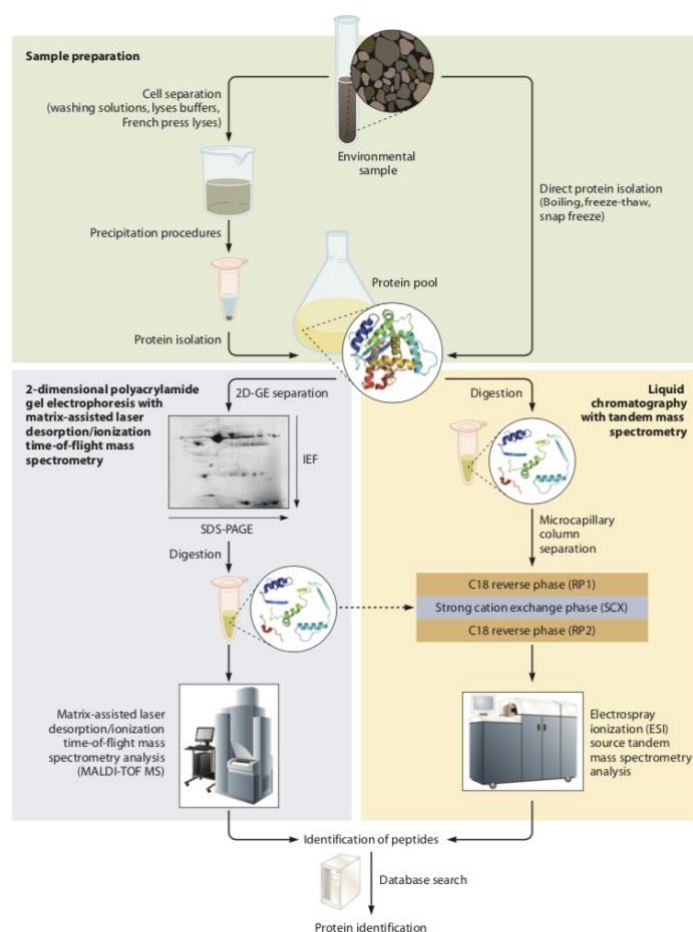 Sample preparation
Cell separation
(washing solutions, lyses buffers,
French press lyses)
Environmental
sample
Direct protein isolation
(Boiling, freeze-thaw,
snap freeze)
Precipitation procedures
Protein pool
Protein isolation
2-dimensional polyacrylamide
gel electrophoresis with
matrix-assisted laser
desorption/ionization
time-of-flight mass
spectrometry
2D-GE separation
IEF
SDS-PAGE
Digestion
Matrix-assisted laser
desorption/ionization
time-of-flight mass
spectrometry analysis
(MALDI-TOF MS)
Digestion
Liquid
chromatography
with tandem mass
spectrometry
Microcapillary
column
separation
C18 reverse phase (RP1)
Strong cation exchange phase (SCX)
C18 reverse phase (RP2)
Electrospray
ionization (ESI)
source tandem
mass spectrometry
analysis
Identification of peptides
Database search
Protein identification